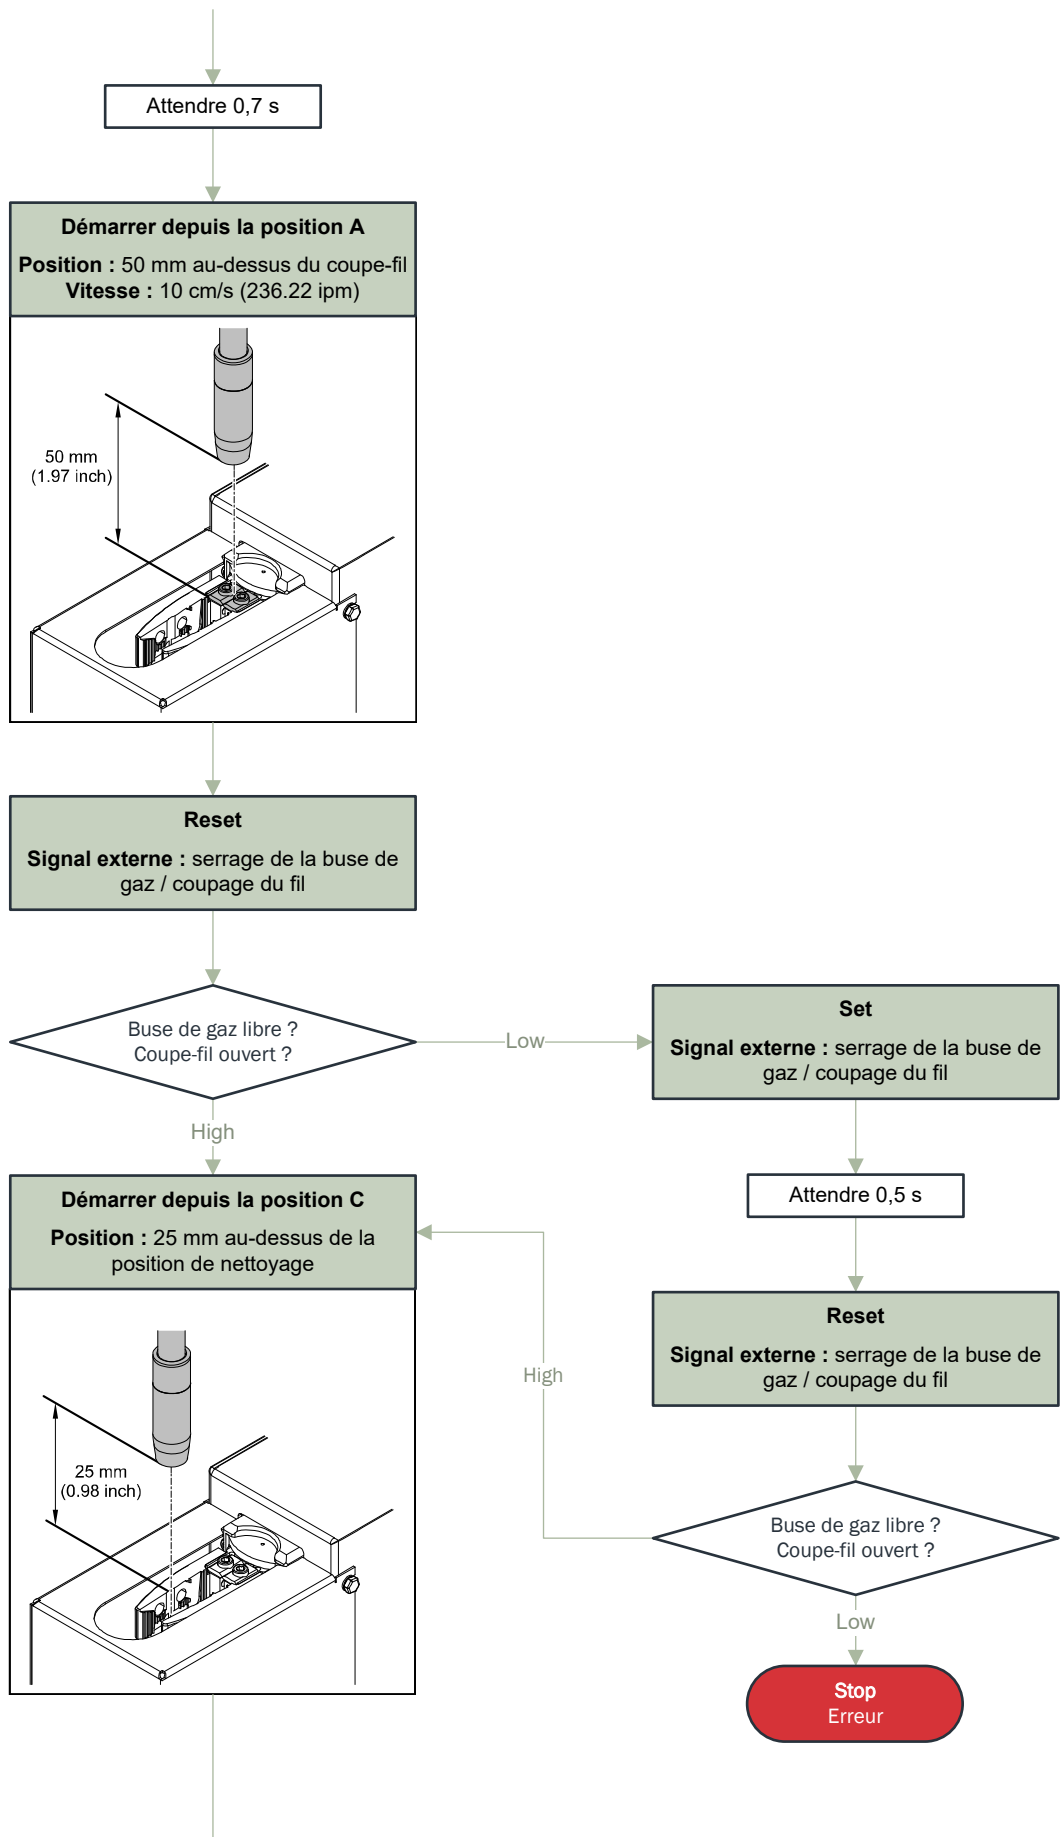 Attendre 0,7 s
Démarrer depuis la position A
Position : 50 mm au-dessus du coupe-fil
Vitesse : 10 cm/s (236.22 ipm)
50 mm
(1.97 inch)
Reset
Signal externe : serrage de la buse de
gaz / coupage du fil
Buse de gaz libre ?
Coupe-fil ouvert ?
Low
Set
Signal externe : serrage de la buse de
gaz / coupage du fil
High
Démarrer depuis la position C
Position : 25 mm au-dessus de la
position de nettoyage
25 mm
(0.98 inch)
Attendre 0,5 s
Reset
Signal externe : serrage de la buse de
gaz / coupage du fil
High
Buse de gaz libre ?
Coupe-fil ouvert ?
Low
Stop
Erreur